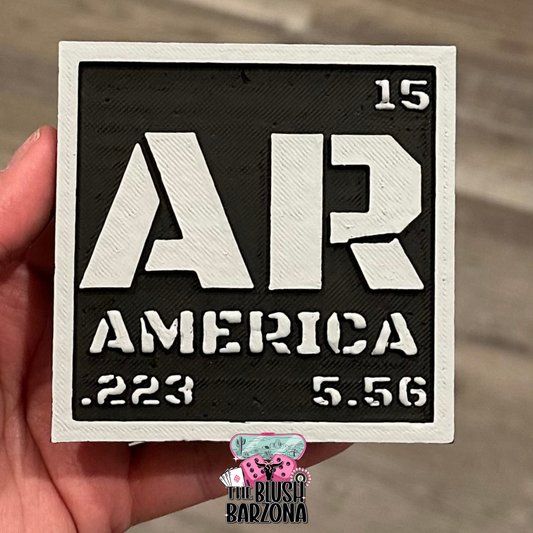 15
AR
AMERICA
.223 5.56
THE BLUSH
BARZONA